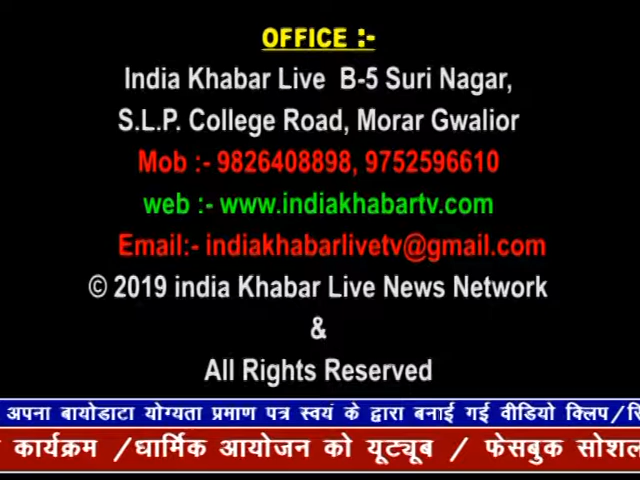 OFFICE :-
India Khabar Live B-5 Suri Nagar,
S.L.P. College Road, Morar Gwalior
Mob :- 9826408898, 9752596610
web :- www.indiakhabartv.com
Email:- indiakhabarlivetv@gmail.com
© 2019 india Khabar Live News Network
&
All Rights Reserved
अपना बायोडाटा योग्यता प्रमाण पत्र स्वयं के द्वारा बनाई गई वीडियो क्लिप/
कार्यक्रम /धार्मिक आयोजन को यूट्यूब / फेसबुक सोशल